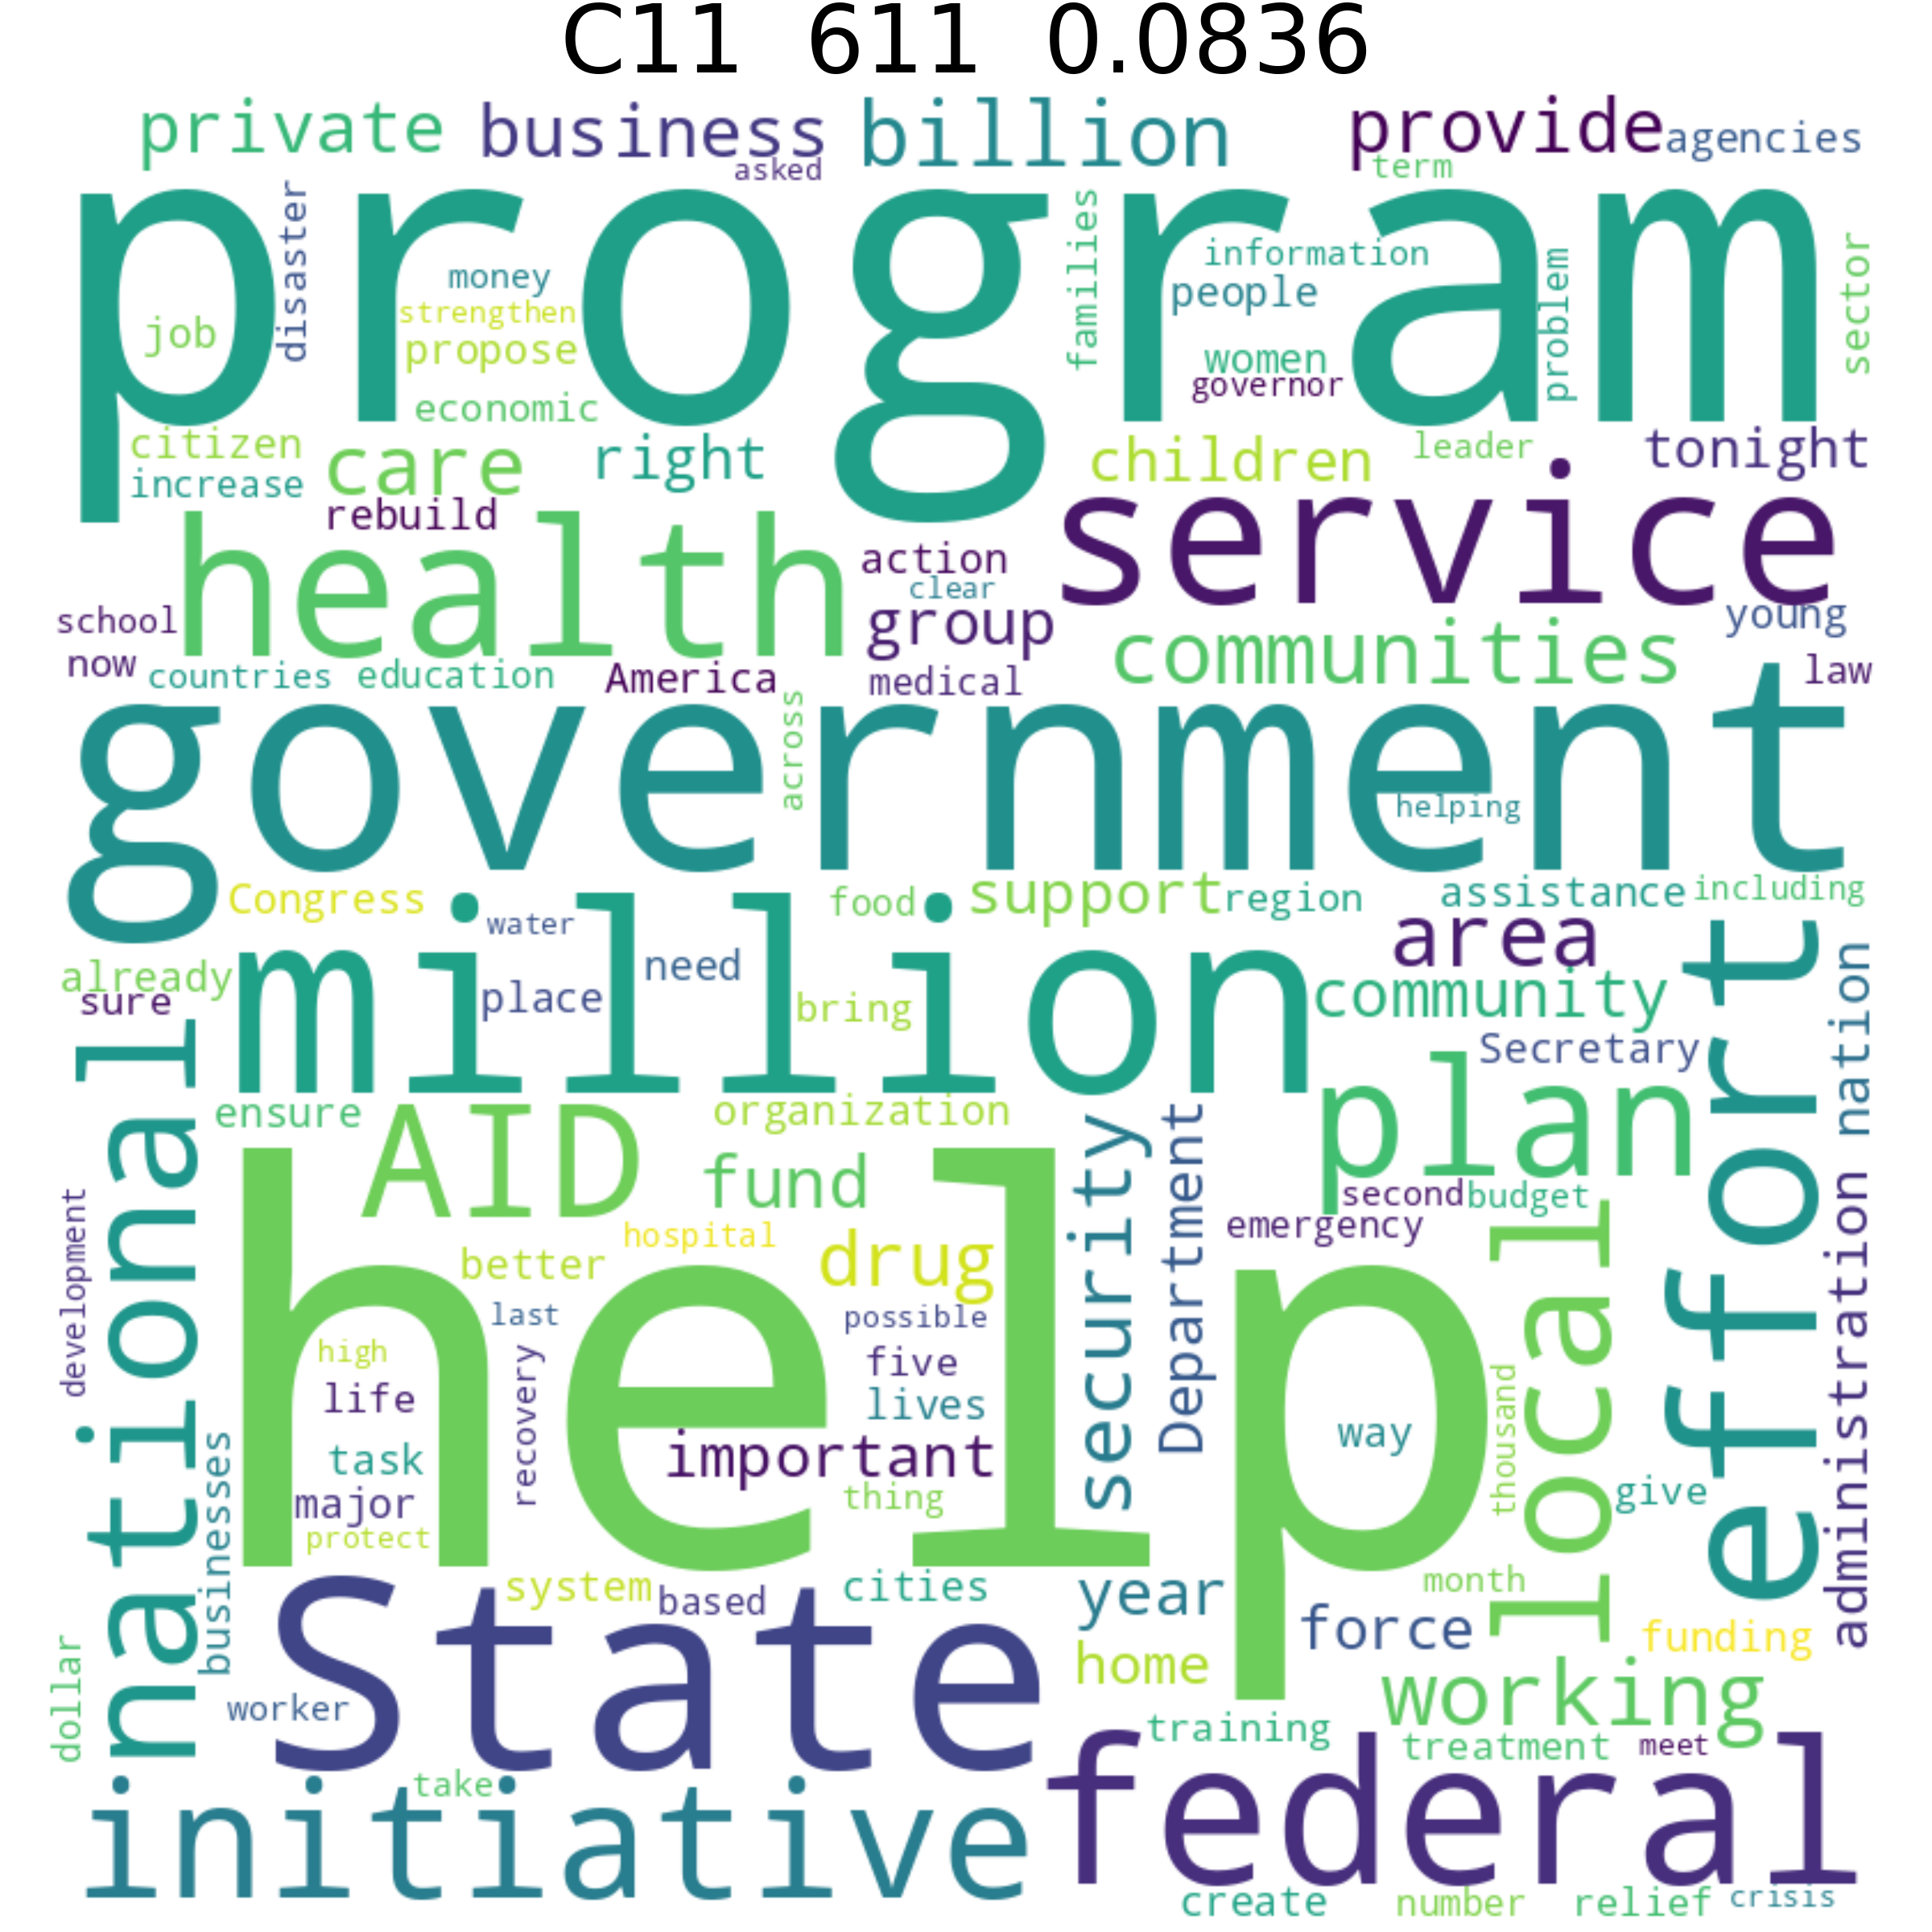 C11 611 0.0836
private business billion provide agencies
asked term
program
disaster
families
problem
sector
job
money
strengthen
propose
economic
information
people
women
governor
citizen
increase
care
right
children
leader
tonight
rebuild
health
service
action
clear
group
school
now
countries
education
America
medical
communities
young
law
government
across
helping
Congress
water
food
support
region
assistance
including
million
already
sure
place
need
bring
area
community
Secretary
nation
effort
national
ensure
AID
organization
fund
security
Department
plan
second
budget
emergency
local
administration
development
help
hospital
better
drug
last
possible
high
life
recovery
five
lives
task
important
major
thing
protect
way
thousand
give
businesses
State
system
based
cities
year
month
force
funding
home
working
dollar
worker
training
treatment
meet
federal
take
initiative
create
number
relief
crisis